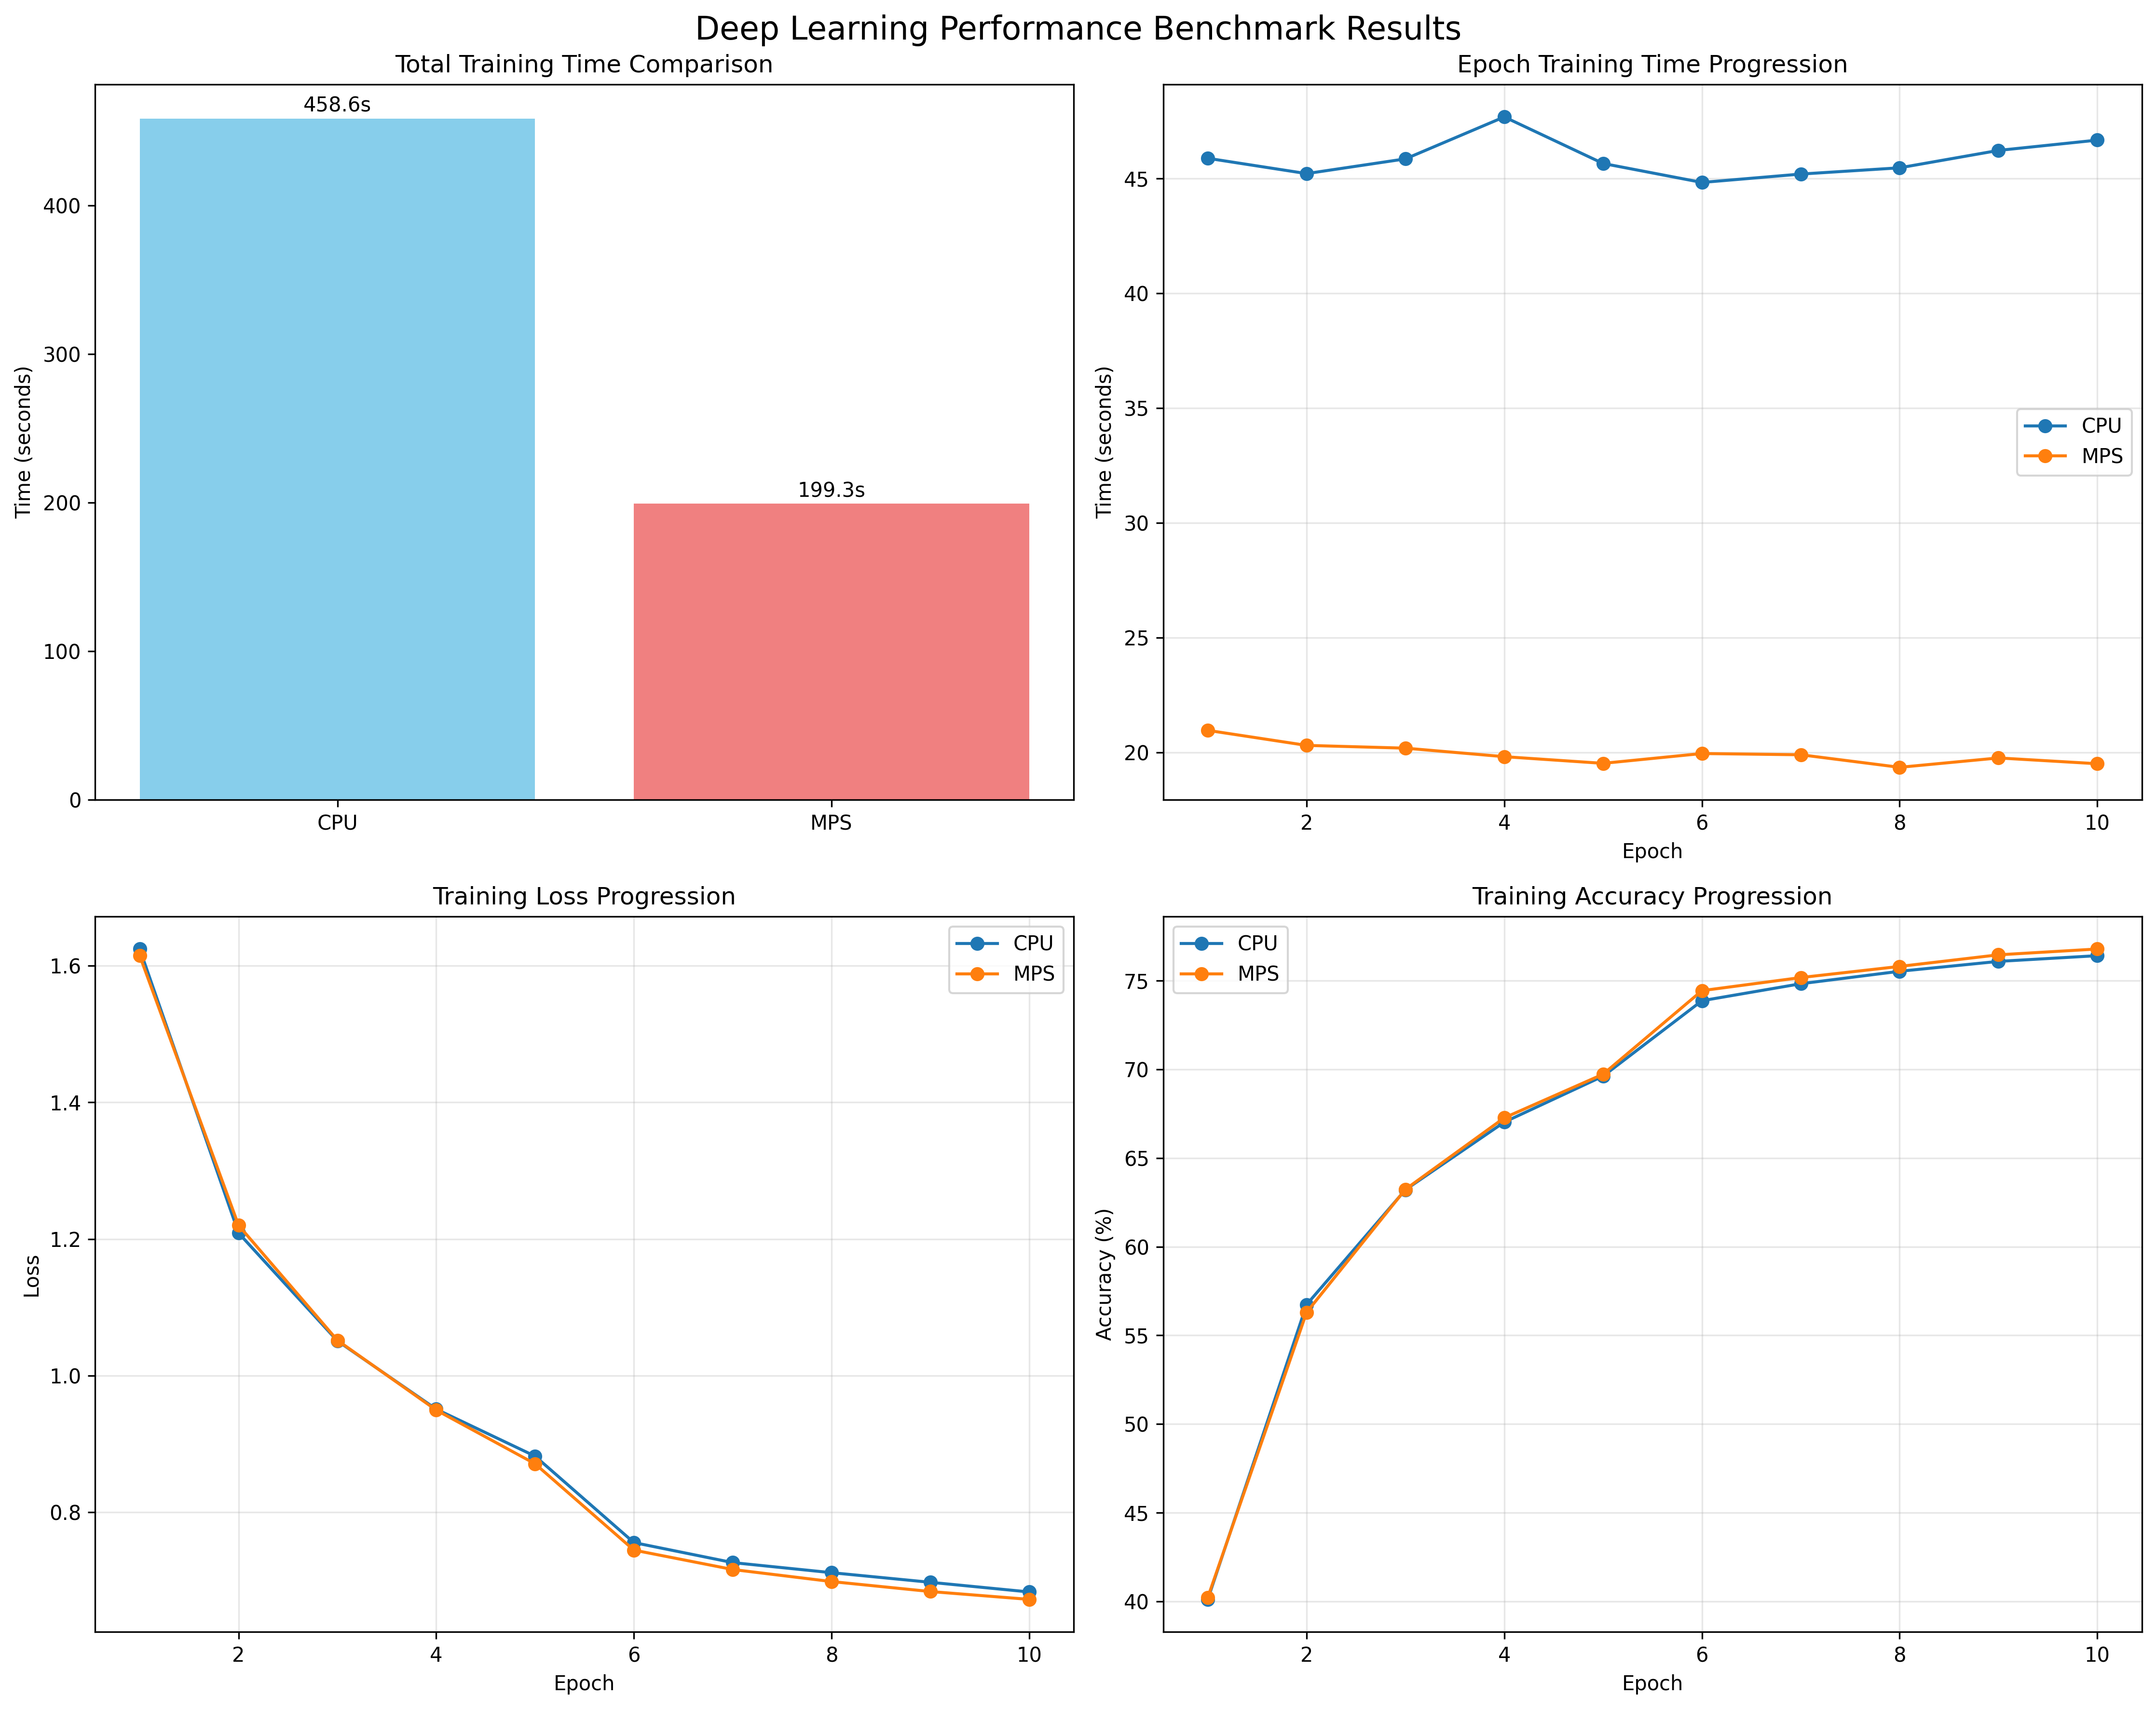 Deep Learning Performance Benchmark Results
Total Training Time Comparison
458.6s
199.3s
Time (seconds)
400
300
200
100
0
CPU
MPS
Epoch Training Time Progression
Time (seconds)
45
40
35
30
25
20
CPU
MPS
2
4
6
8
10
Epoch
Training Loss Progression
CPU
MPS
Loss
1.6
1.4
1.2
1.0
0.8
2
4
6
8
10
Epoch
Training Accuracy Progression
CPU
MPS
Accuracy (%)
75
70
65
60
55
50
45
40
2
4
6
8
10
Epoch